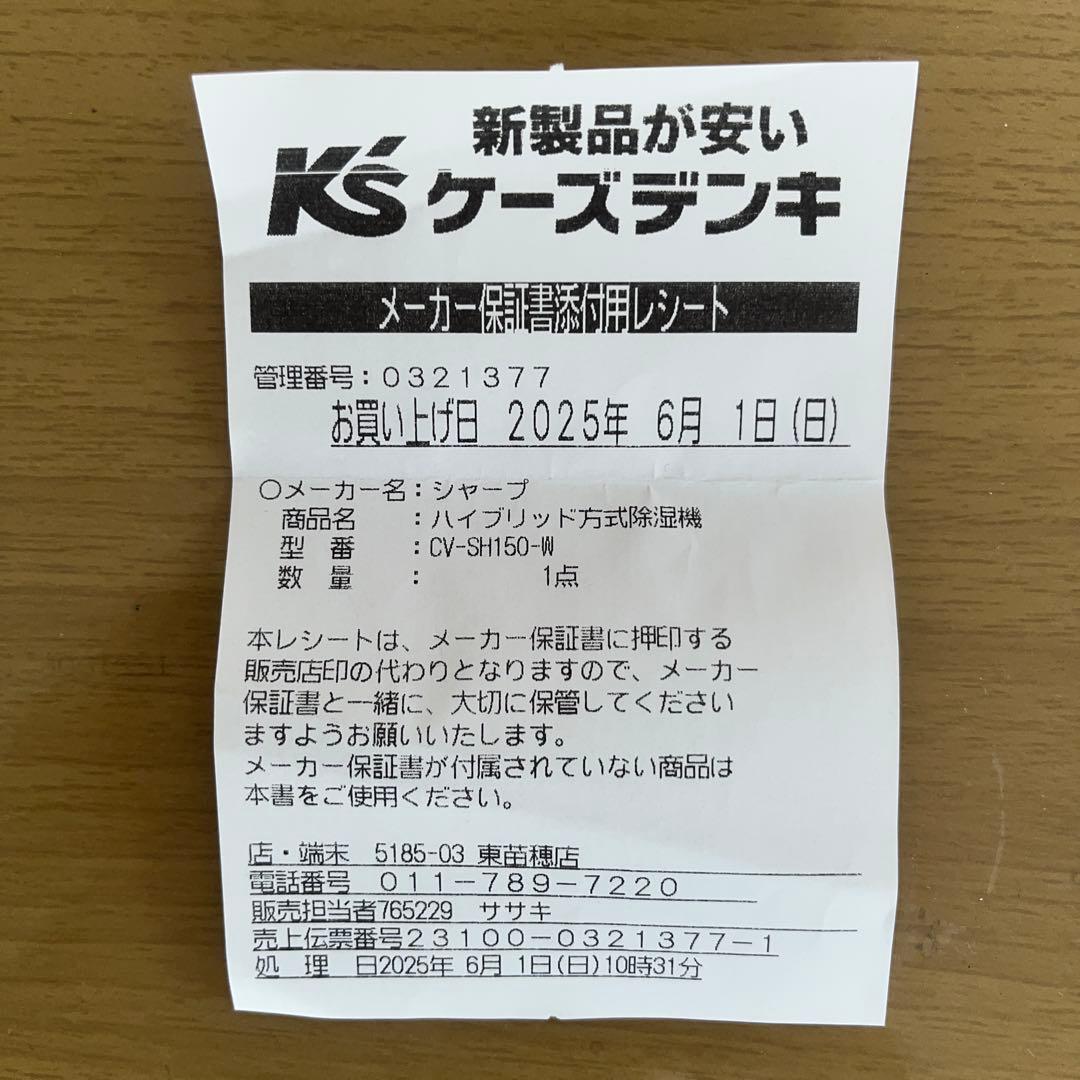 新製品が安い
K'S ケーズデンキ
メーカー保証書添付用レシート
管理番号：0321377
お買い上げ日 2025年 6月 1日(日)
○メーカー名：シャープ
商品名 ：ハイブリッド方式除湿機
型 番 ：CV-SH150-W
数 量 ： 1点
本レシートは、メーカー保証書に押印する
販売店印の代わりとなりますので、メーカー
保証書と一緒に、大切に保管してください
ますようお願いいたします。
メーカー保証書が付属されていない商品は
本書をご使用ください。
店・端末 5185-03 東苗穂店
電話番号 011-789-7220
販売担当者765229 ササキ
売上伝票番号23100-0321377-1
処 理 日2025年 6月 1日(日)10時31分